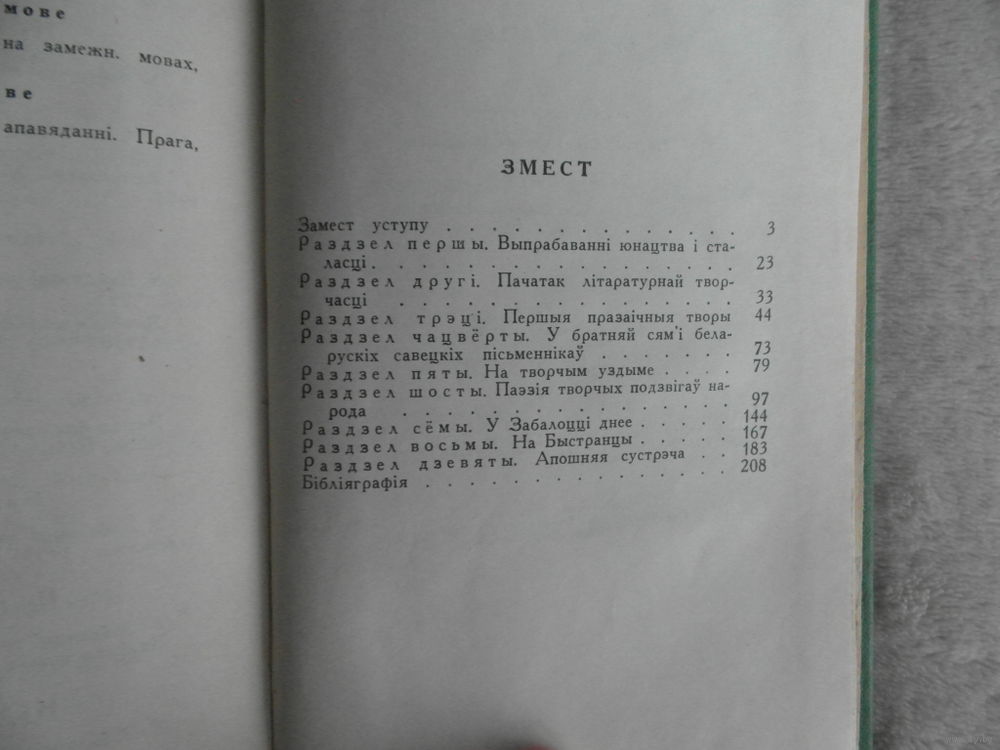 мове
на замежн. мовах,
ве
апавяданні. Прага,
ЗМЕСТ
Замест уступу . . . . . . . . . . . . . 3
Раздзел першы. Выпрабаванні юнацтва і ста-
ласці . . . . . . . . . . . . . . . . 23
Раздзел другі. Пачатак літаратурнай твор-
часці . . . . . . . . . . . . . . . 33
Раздзел трэці. Першыя празаічныя творы 44
Раздзел чацвёрты. У братняй сям'і бела-
рускіх савецкіх пісьменнікаў . . . . . . 73
Раздзел пяты. На творчым уздыме . . . . 79
Раздзел шосты. Паэзія творчых подзвігаў на-
рода . . . . . . . . . . . . . . . 97
Раздзел сёмы. У Забалоцці днее . . . . . 144
Раздзел восьмы. На Быстранцы . . . . . 167
Раздзел дзевяты. Апошняя сустрэча . . 183
Бібліяграфія . . . . . . . . . . . . . . 208